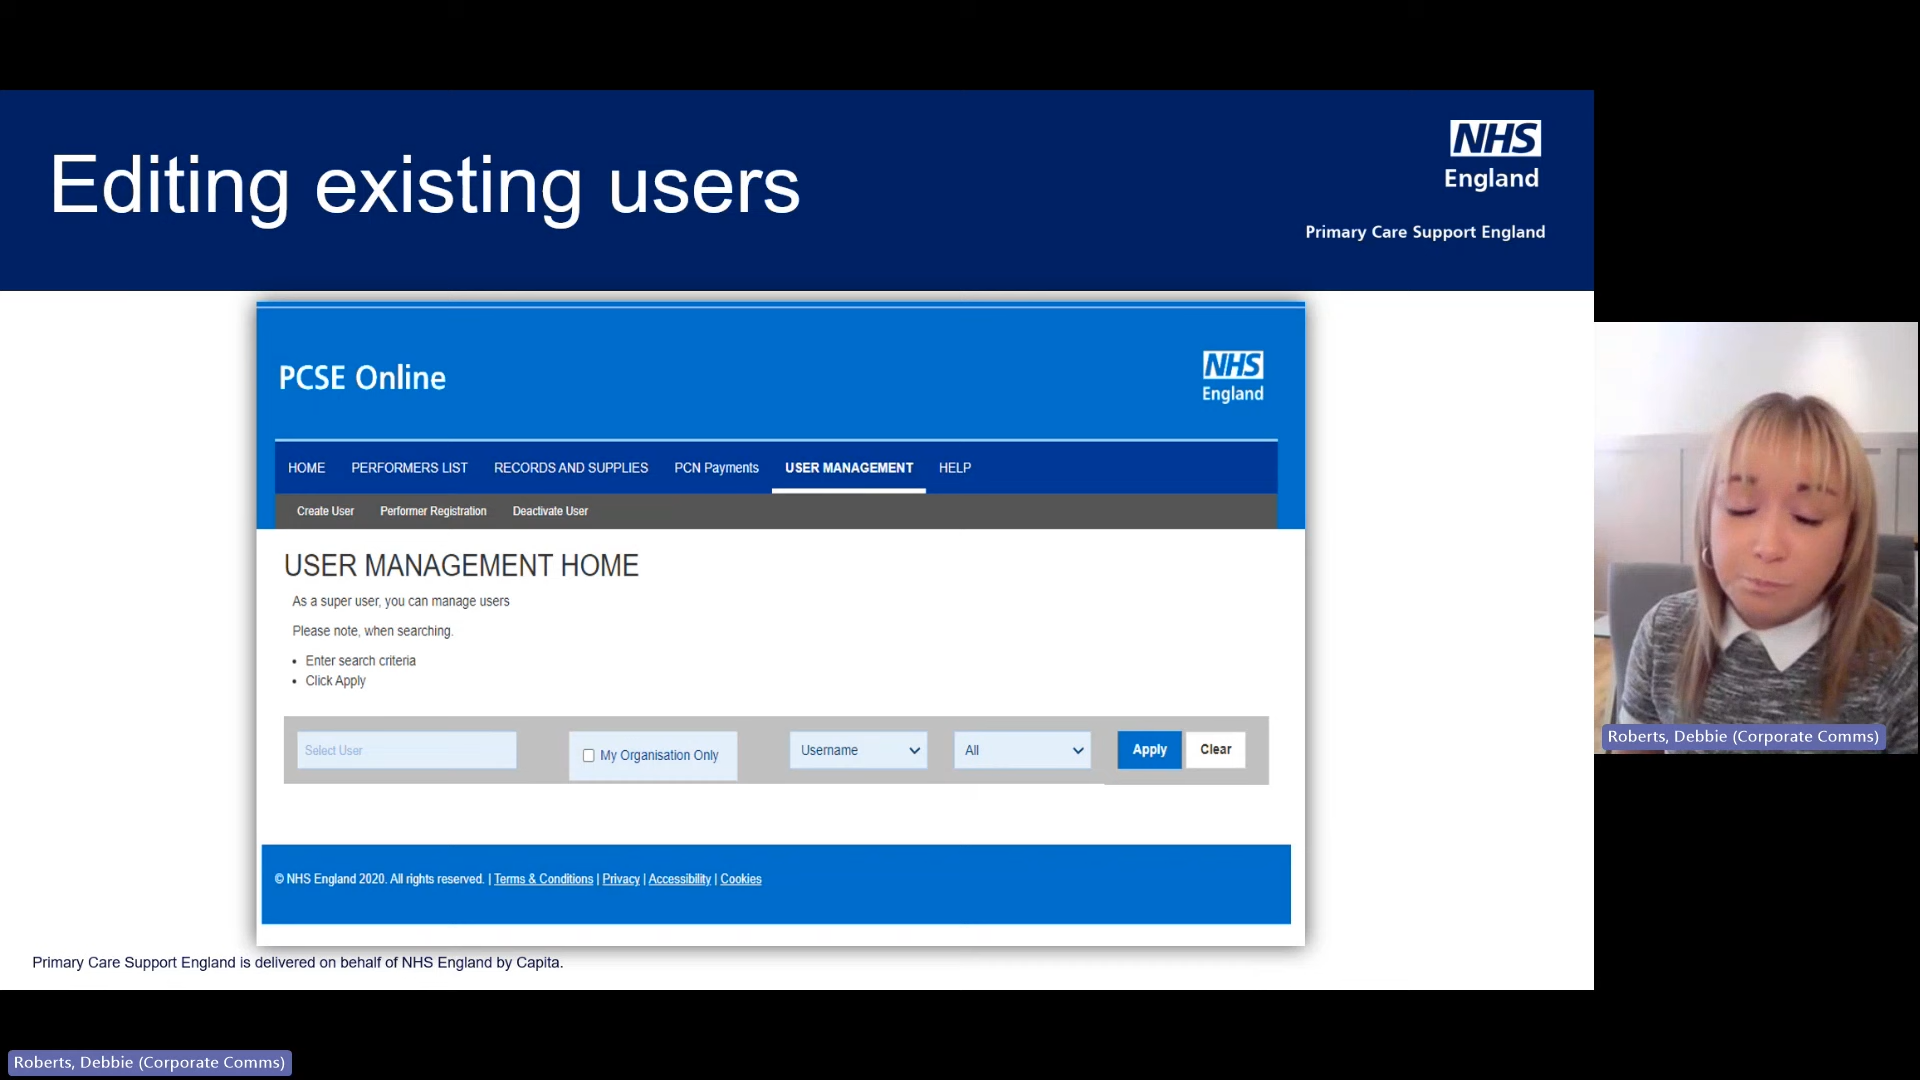 Editing existing users
NHS
England
Primary Care Support England
PCSE Online
NHS
England
HOME PERFORMERS LIST RECORDS AND SUPPLIES PCN Payments USER MANAGEMENT HELP
Create User Performer Registration Deactivate User
USER MANAGEMENT HOME
As a super user, you can manage users
Please note, when searching.
• Enter search criteria
• Click Apply
Select User My Organisation Only Username All Apply Clear
© NHS England 2020. All rights reserved. | Terms & Conditions | Privacy | Accessibility | Cookies
Primary Care Support England is delivered on behalf of NHS England by Capita.
Roberts, Debbie (Corporate Comms)
Roberts, Debbie (Corporate Comms)